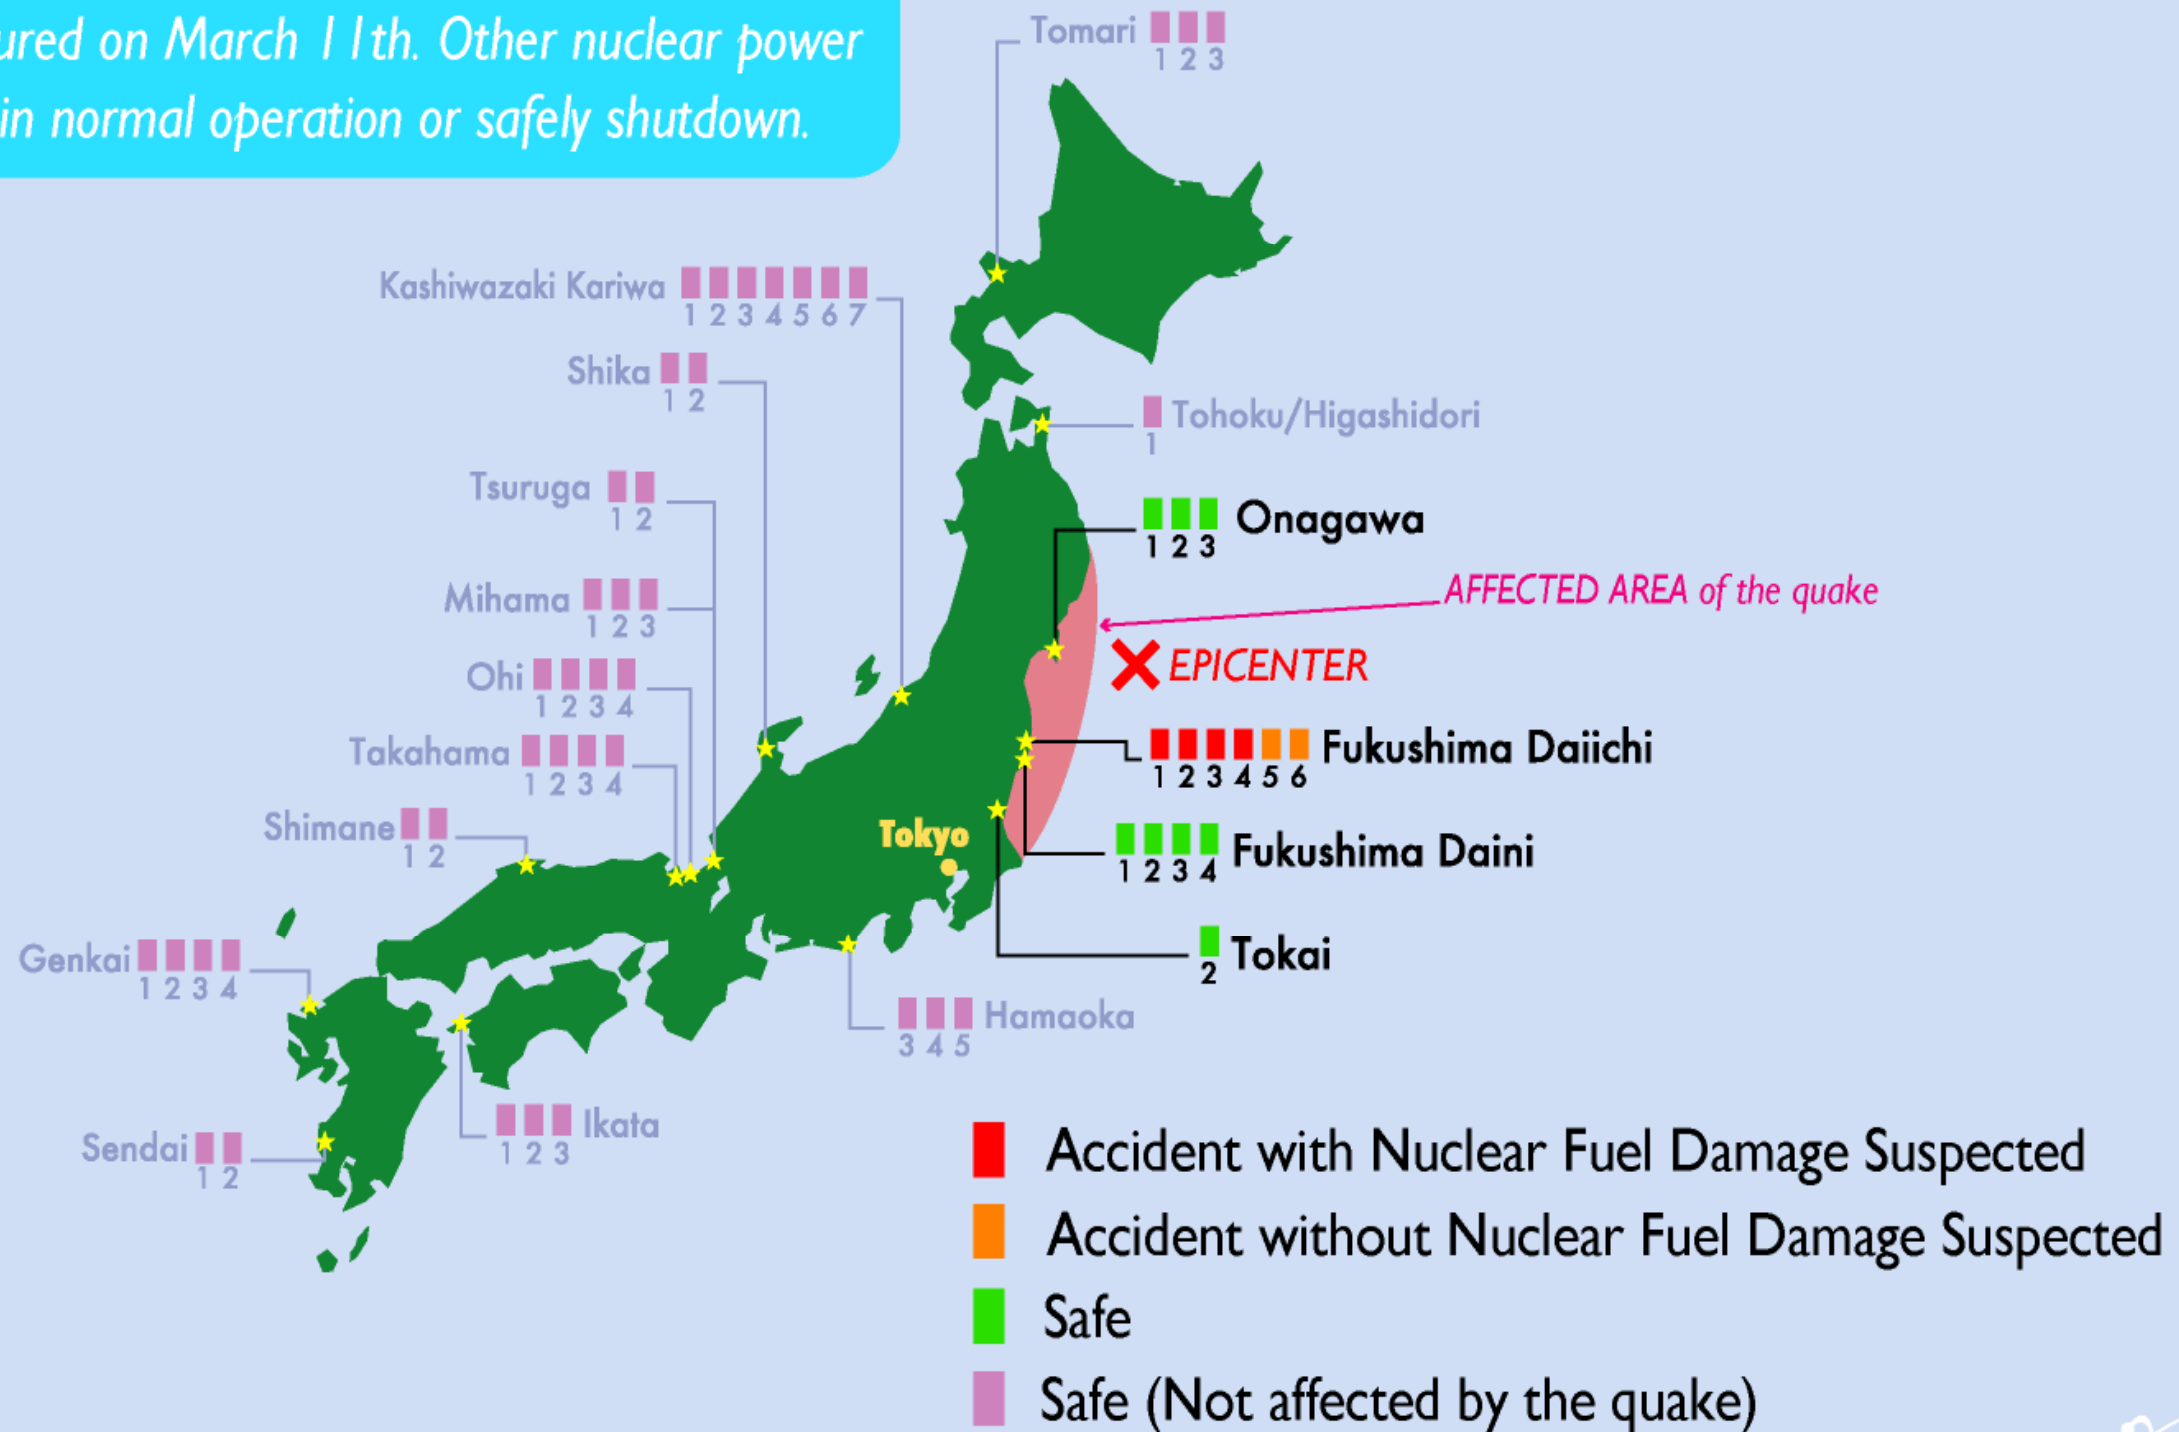 ured on March 11th. Other nuclear power
in normal operation or safely shutdown.
Tomari
1 2 3
Kashiwazaki Kariwa
1 2 3 4 5 6 7
Shika
1 2
Tohoku/Higashidori
1
Tsuruga
1 2
Onagawa
1 2 3
Mihama
1 2 3
AFFECTED AREA of the quake
EPICENTER
Ohi
1 2 3 4
Takahama
1 2 3 4
Fukushima Daiichi
1 2 3 4 5 6
Shimane
1 2
Tokyo
Fukushima Daini
1 2 3 4
Genkai
1 2 3 4
Tokai
2
Hamaoka
3 4 5
Ikata
1 2 3
Sendai
1 2
Accident with Nuclear Fuel Damage Suspected
Accident without Nuclear Fuel Damage Suspected
Safe
Safe (Not affected by the quake)